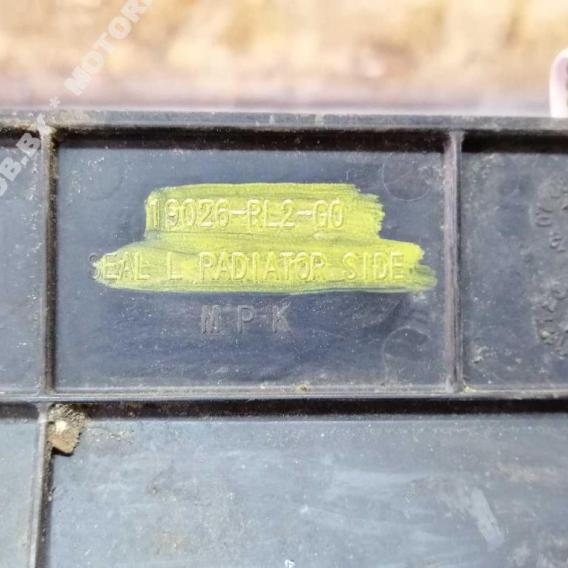 19026-RL2-G0
SEAL L RADIATOR SIDE
MPK